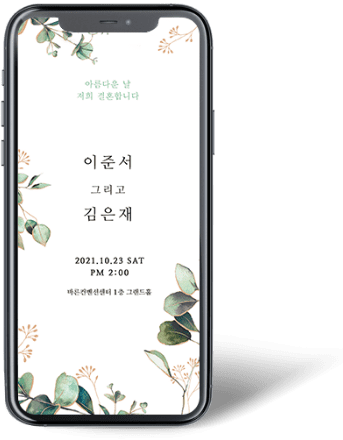 아름다운 날
저희 결혼합니다
이준서
그리고
김은재
2021.10.23 SAT
PM 2:00
바른컨벤션센터 1층 그랜드홀